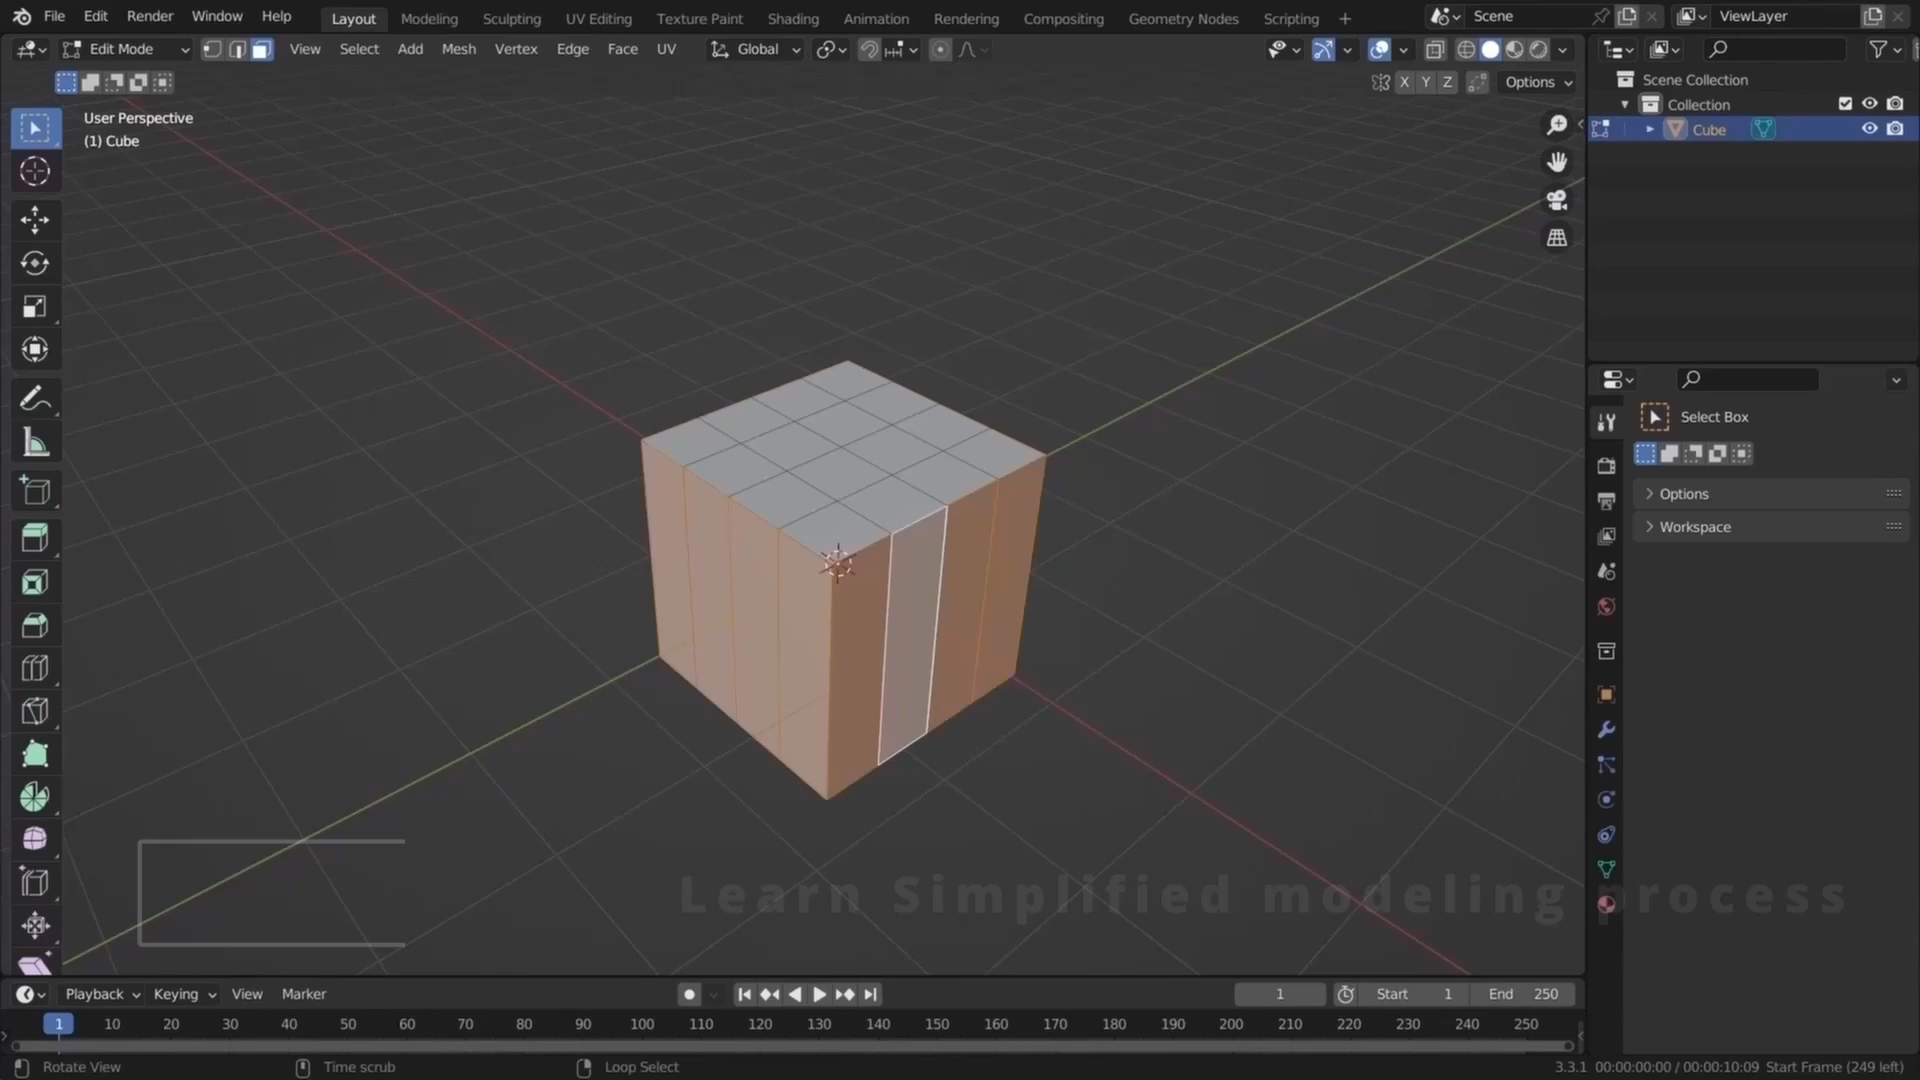 File Edit Render Window Help Layout Modeling Sculpting UV Editing Texture Paint Shading Animation Rendering Compositing Geometry Nodes Scripting Scene ViewLayer
Edit Mode View Select Add Mesh Vertex Edge Face UV Global
X Y Z Options
User Perspective
(1) Cube
Scene Collection
Collection
Cube
Select Box
Options
Workspace
Learn Simplified modeling process
Playback Keying View Marker 1 Start 1 End 250
1 10 20 30 40 50 60 70 80 90 100 110 120 130 140 150 160 170 180 190 200 210 220 230 240 250
Rotate View Time scrub Loop Select 3.3.1 00:00:00:00 / 00:00:10:09 Start Frame (249 left)